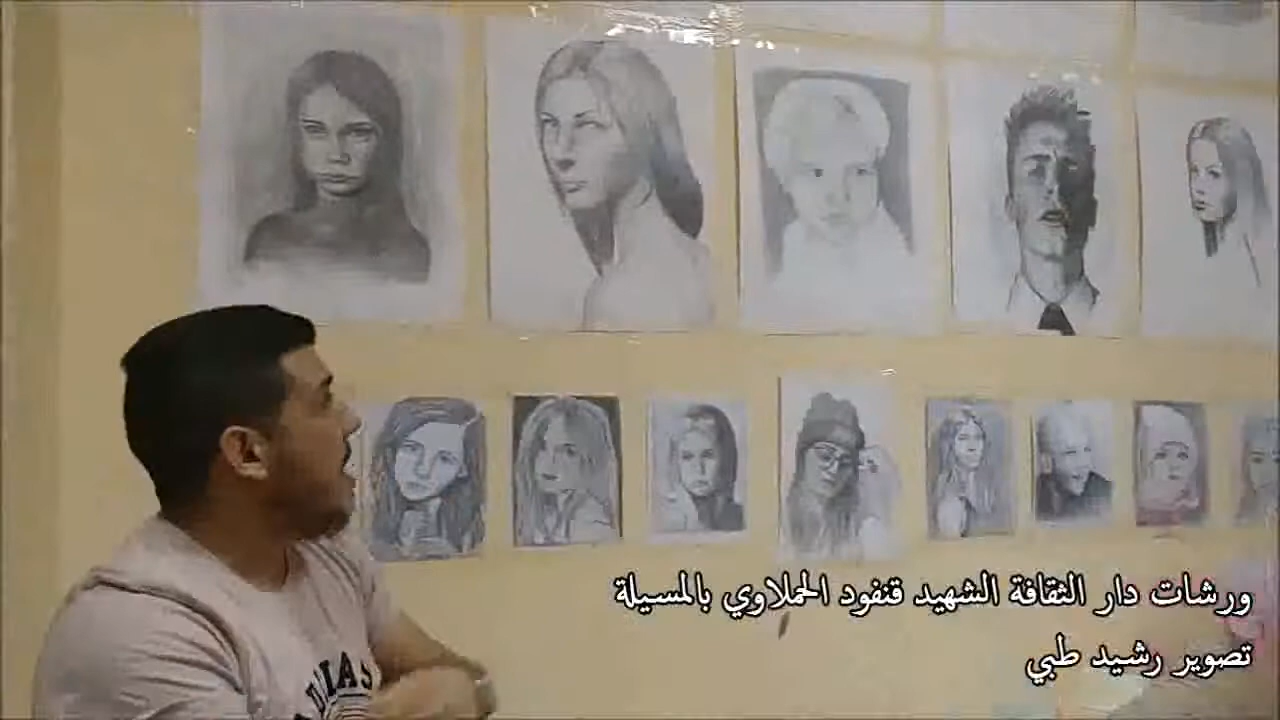 ورشات دار الثقافة الشهيد قنفود الحملاوي بالمسيلة
تصوير رشيد طبي